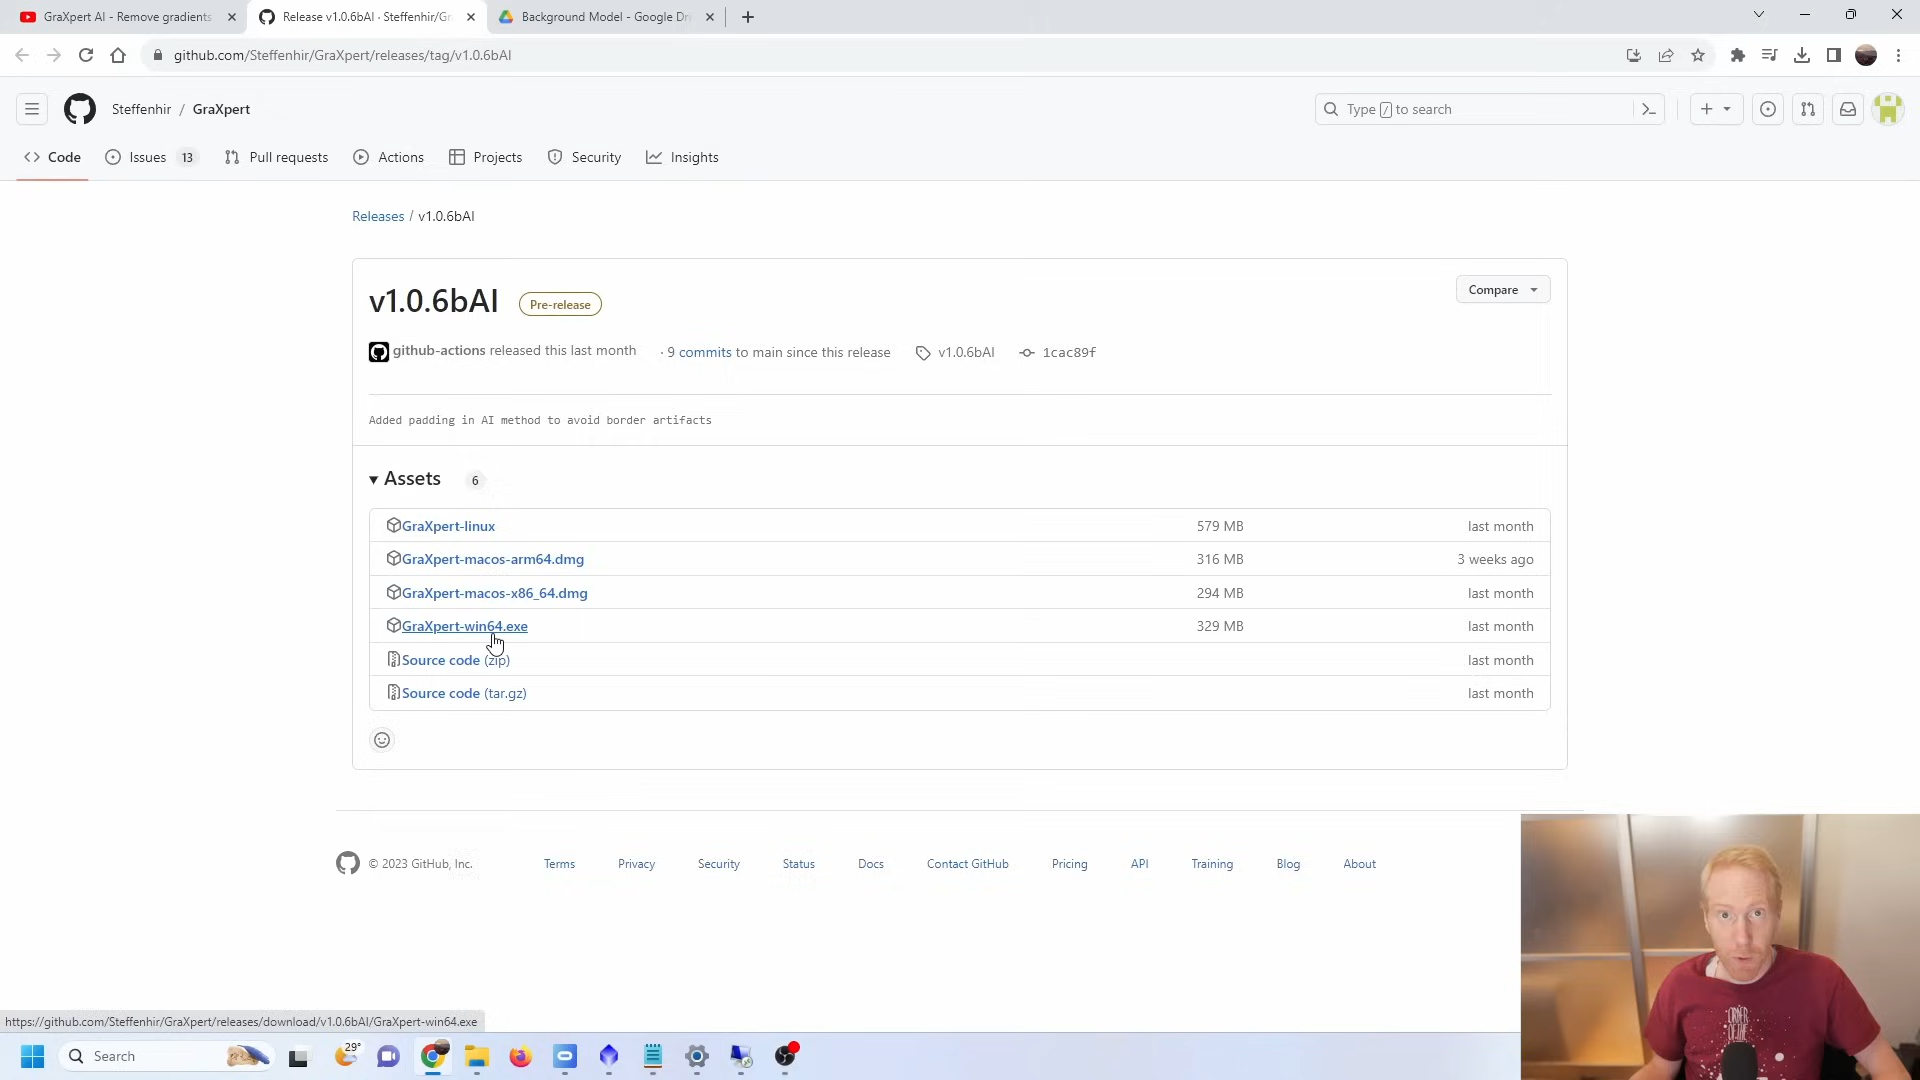 GraXpert AI - Remove gradients
Release v1.0.6bAI · Steffenhir/Gr
Background Model - Google Dr
github.com/Steffenhir/GraXpert/releases/tag/v1.0.6bAI
Steffenhir / GraXpert
Type / to search
Code
Issues 13
Pull requests
Actions
Projects
Security
Insights
Releases / v1.0.6bAI
v1.0.6bAI Pre-release
Compare
github-actions released this last month · 9 commits to main since this release v1.0.6bAI 1cac89f
Added padding in AI method to avoid border artifacts
Assets 6
GraXpert-linux 579 MB last month
GraXpert-macos-arm64.dmg 316 MB 3 weeks ago
GraXpert-macos-x86_64.dmg 294 MB last month
GraXpert-win64.exe 329 MB last month
Source code (zip) last month
Source code (tar.gz) last month
© 2023 GitHub, Inc. Terms Privacy Security Status Docs Contact GitHub Pricing API Training Blog About
ORDER
OF THE
https://github.com/Steffenhir/GraXpert/releases/download/v1.0.6bAI/GraXpert-win64.exe
Search
29°